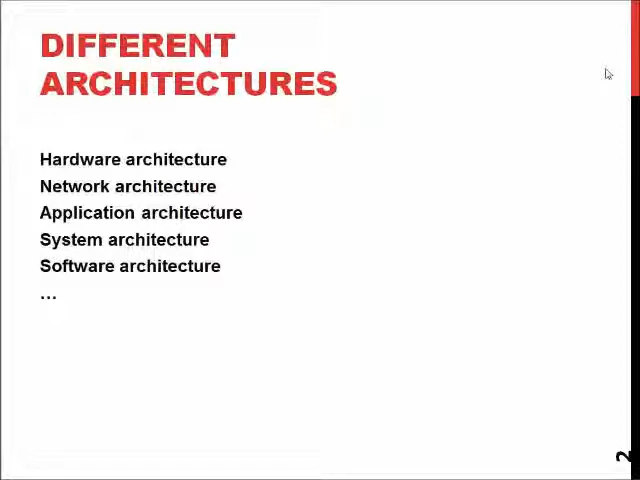 DIFFERENT
ARCHITECTURES
Hardware architecture
Network architecture
Application architecture
System architecture
Software architecture
...
2